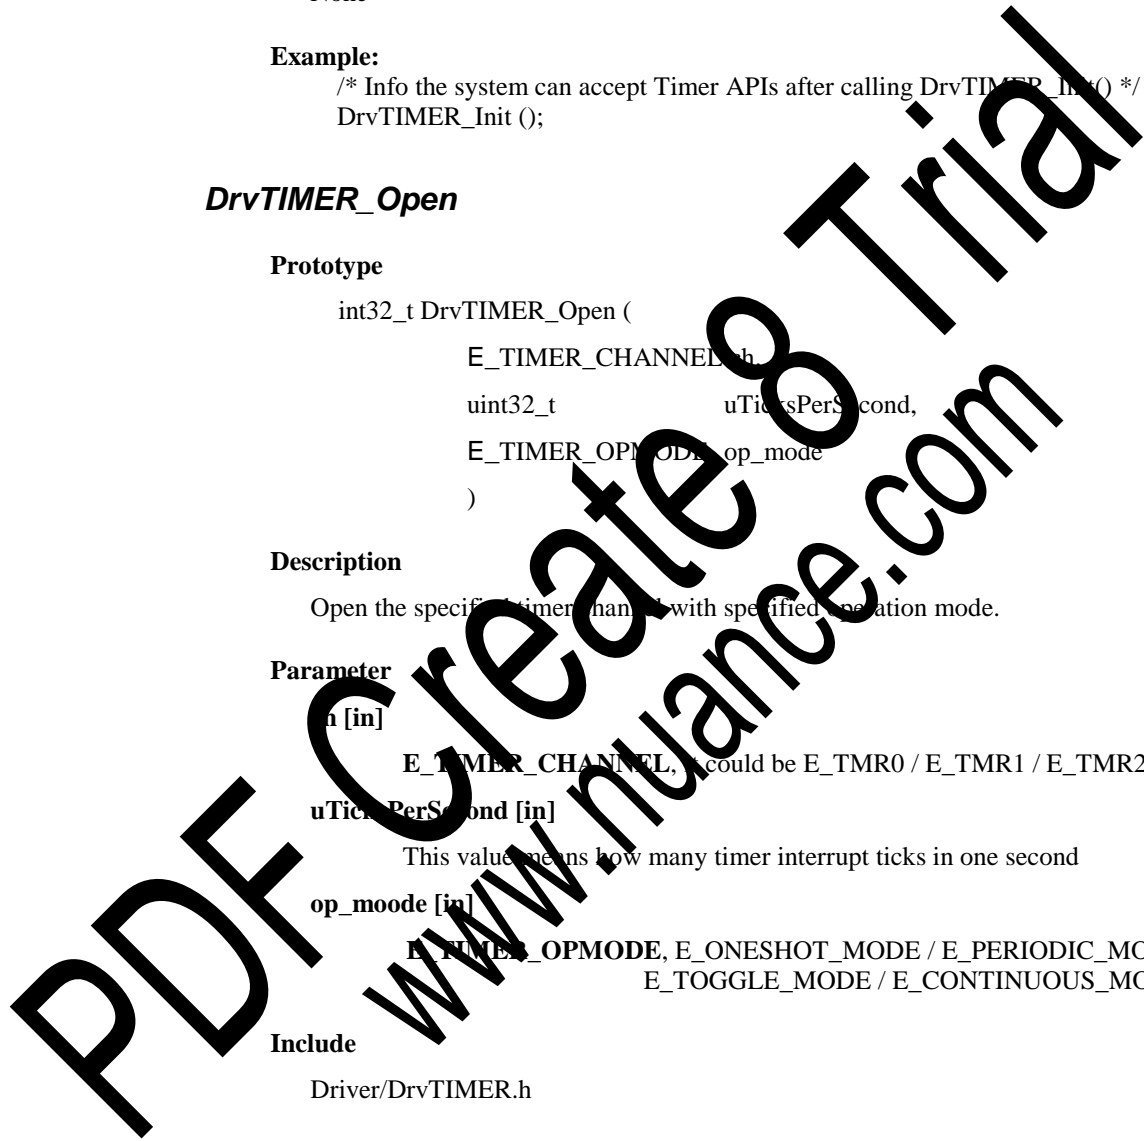 Example:
/* Info the system can accept Timer APIs after calling DrvTIMER_Init() */
DrvTIMER_Init ();
DrvTIMER_Open
Prototype
int32_t DrvTIMER_Open (
E_TIMER_CHANNEL ch,
uint32_t uTicksPerSecond,
E_TIMER_OPMODE op_mode
)
Description
Open the specified timer channel with specified operation mode.
Parameter
[in]
E_TIMER_CHANNEL, it could be E_TMR0 / E_TMR1 / E_TMR2
uTicksPerSecond [in]
This value means how many timer interrupt ticks in one second
op_moode [in]
E_TIMER_OPMODE, E_ONESHOT_MODE / E_PERIODIC_MO
E_TOGGLE_MODE / E_CONTINUOUS_MO
Include
Driver/DrvTIMER.h
PDF Create 8 Trial
www.nuance.com